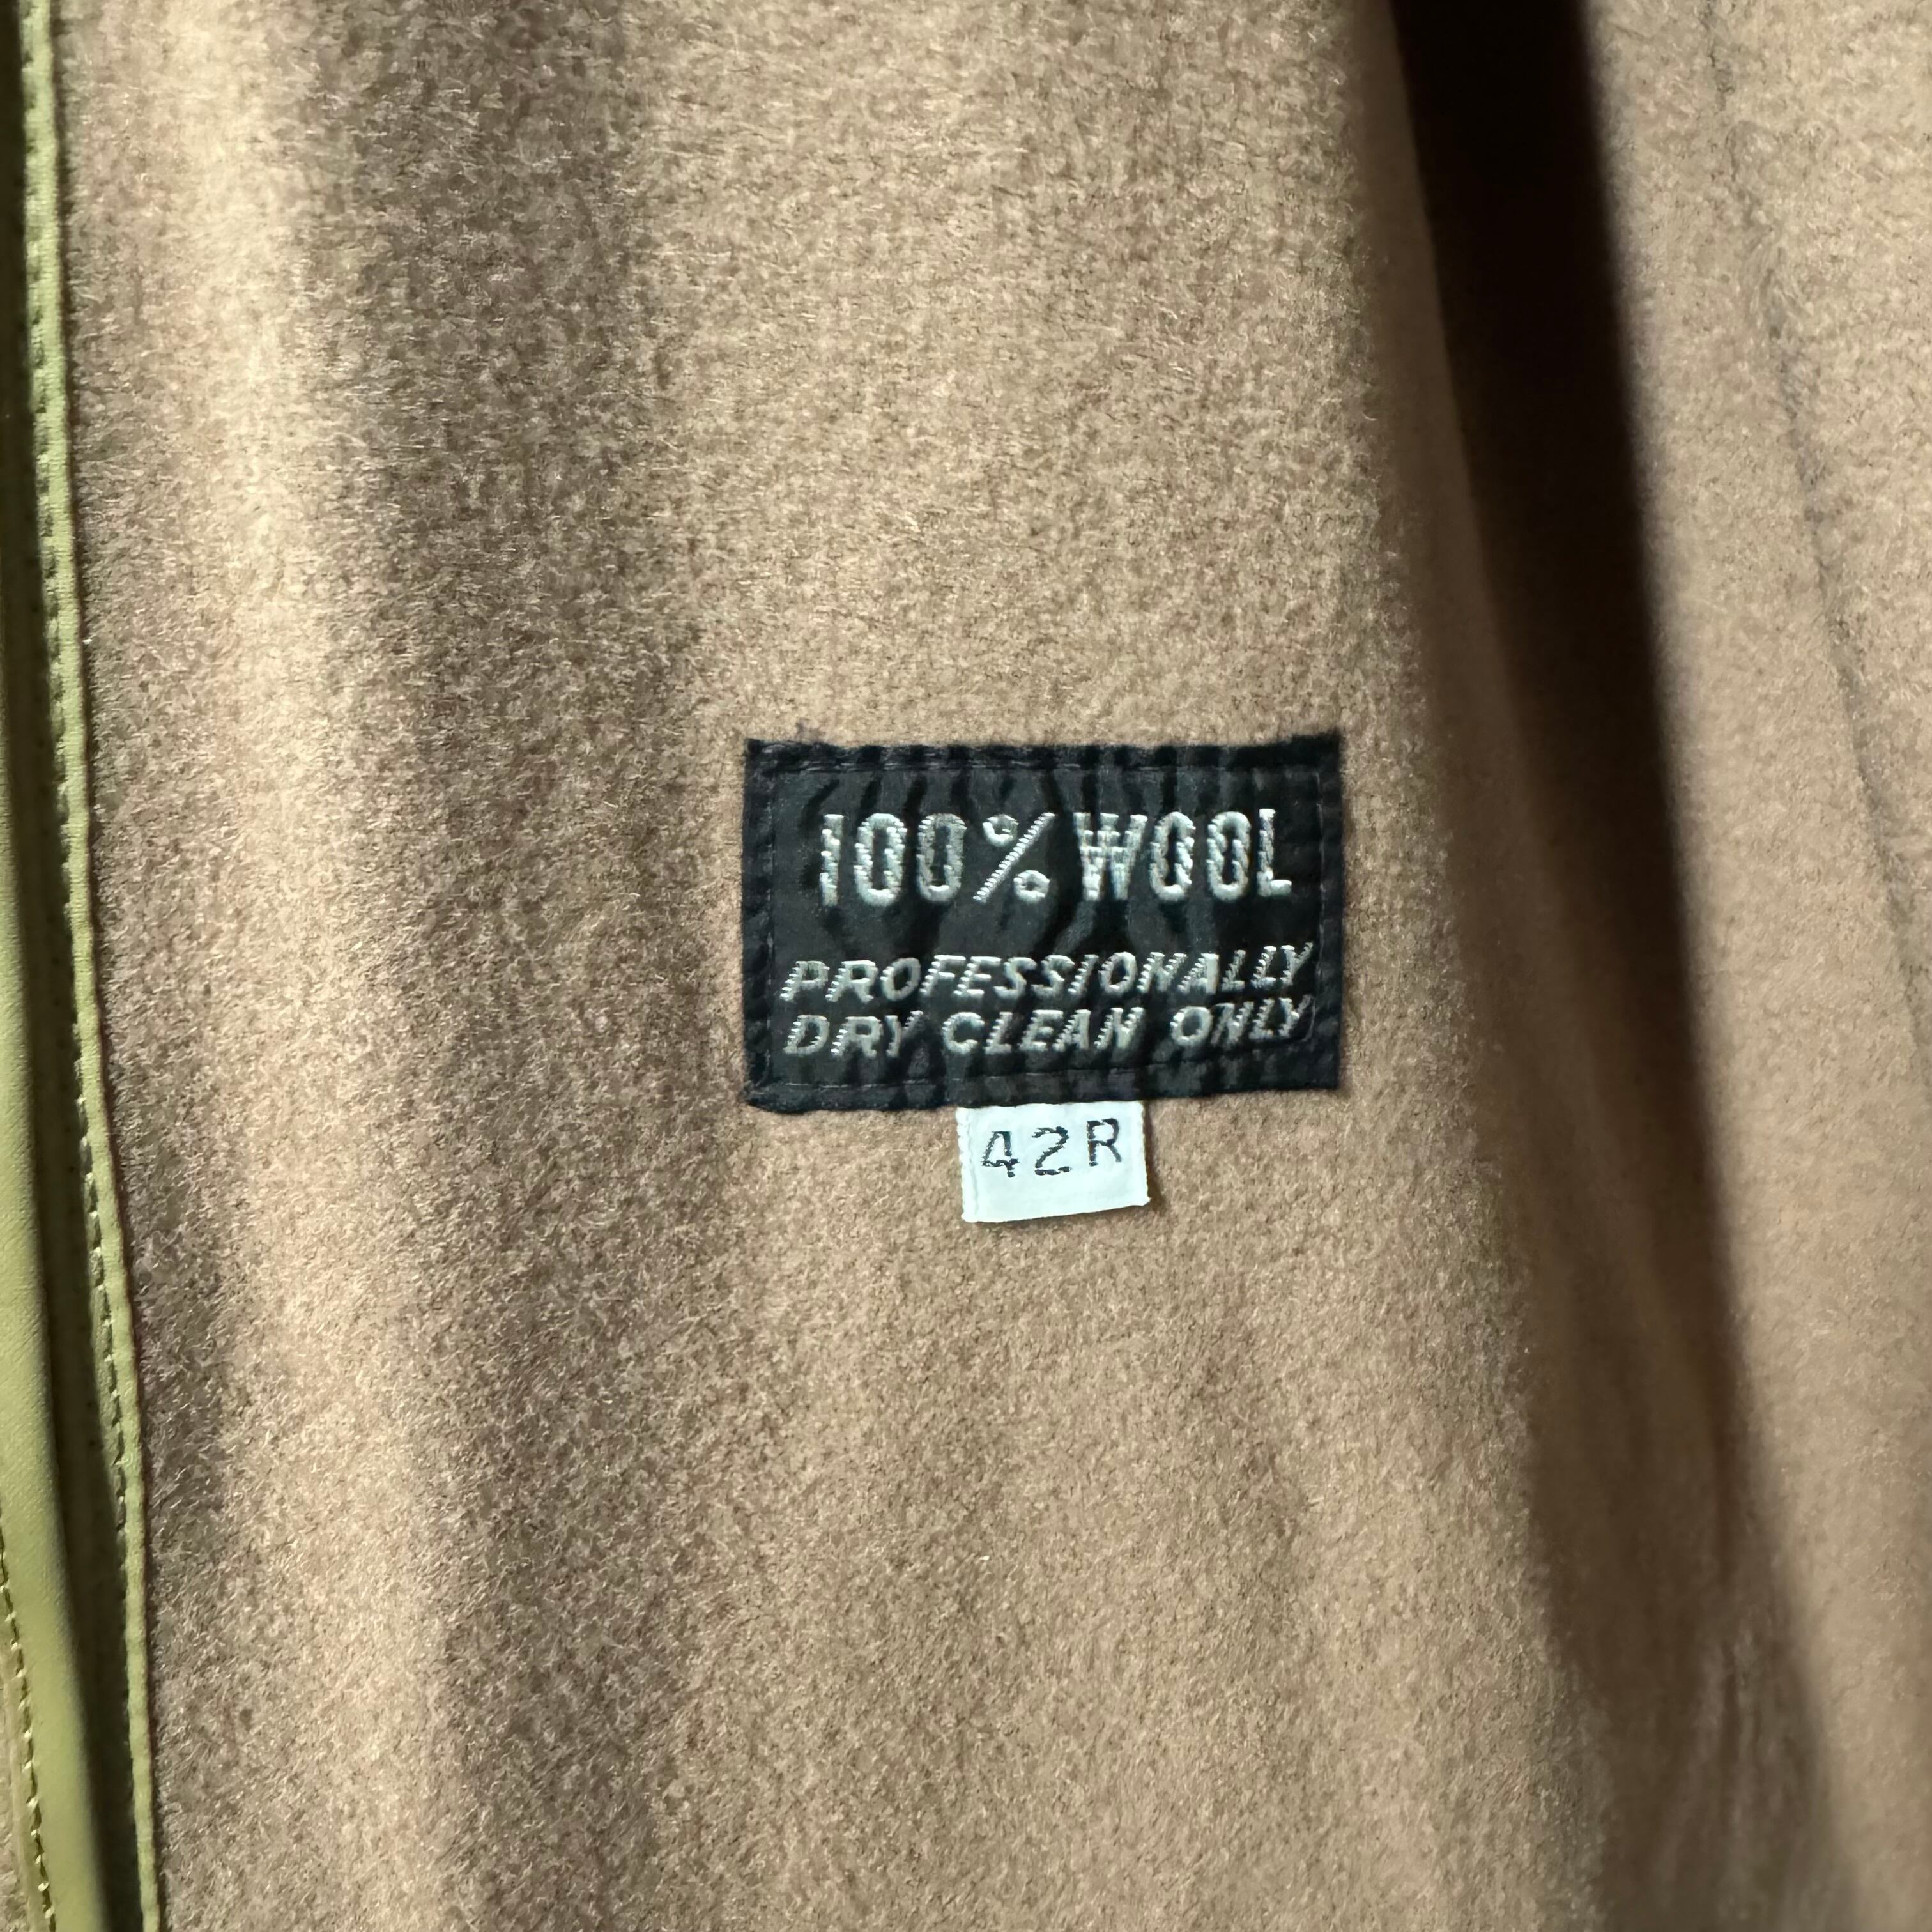 100% WOOL
PROFESSIONALLY
DRY CLEAN ONLY
42R